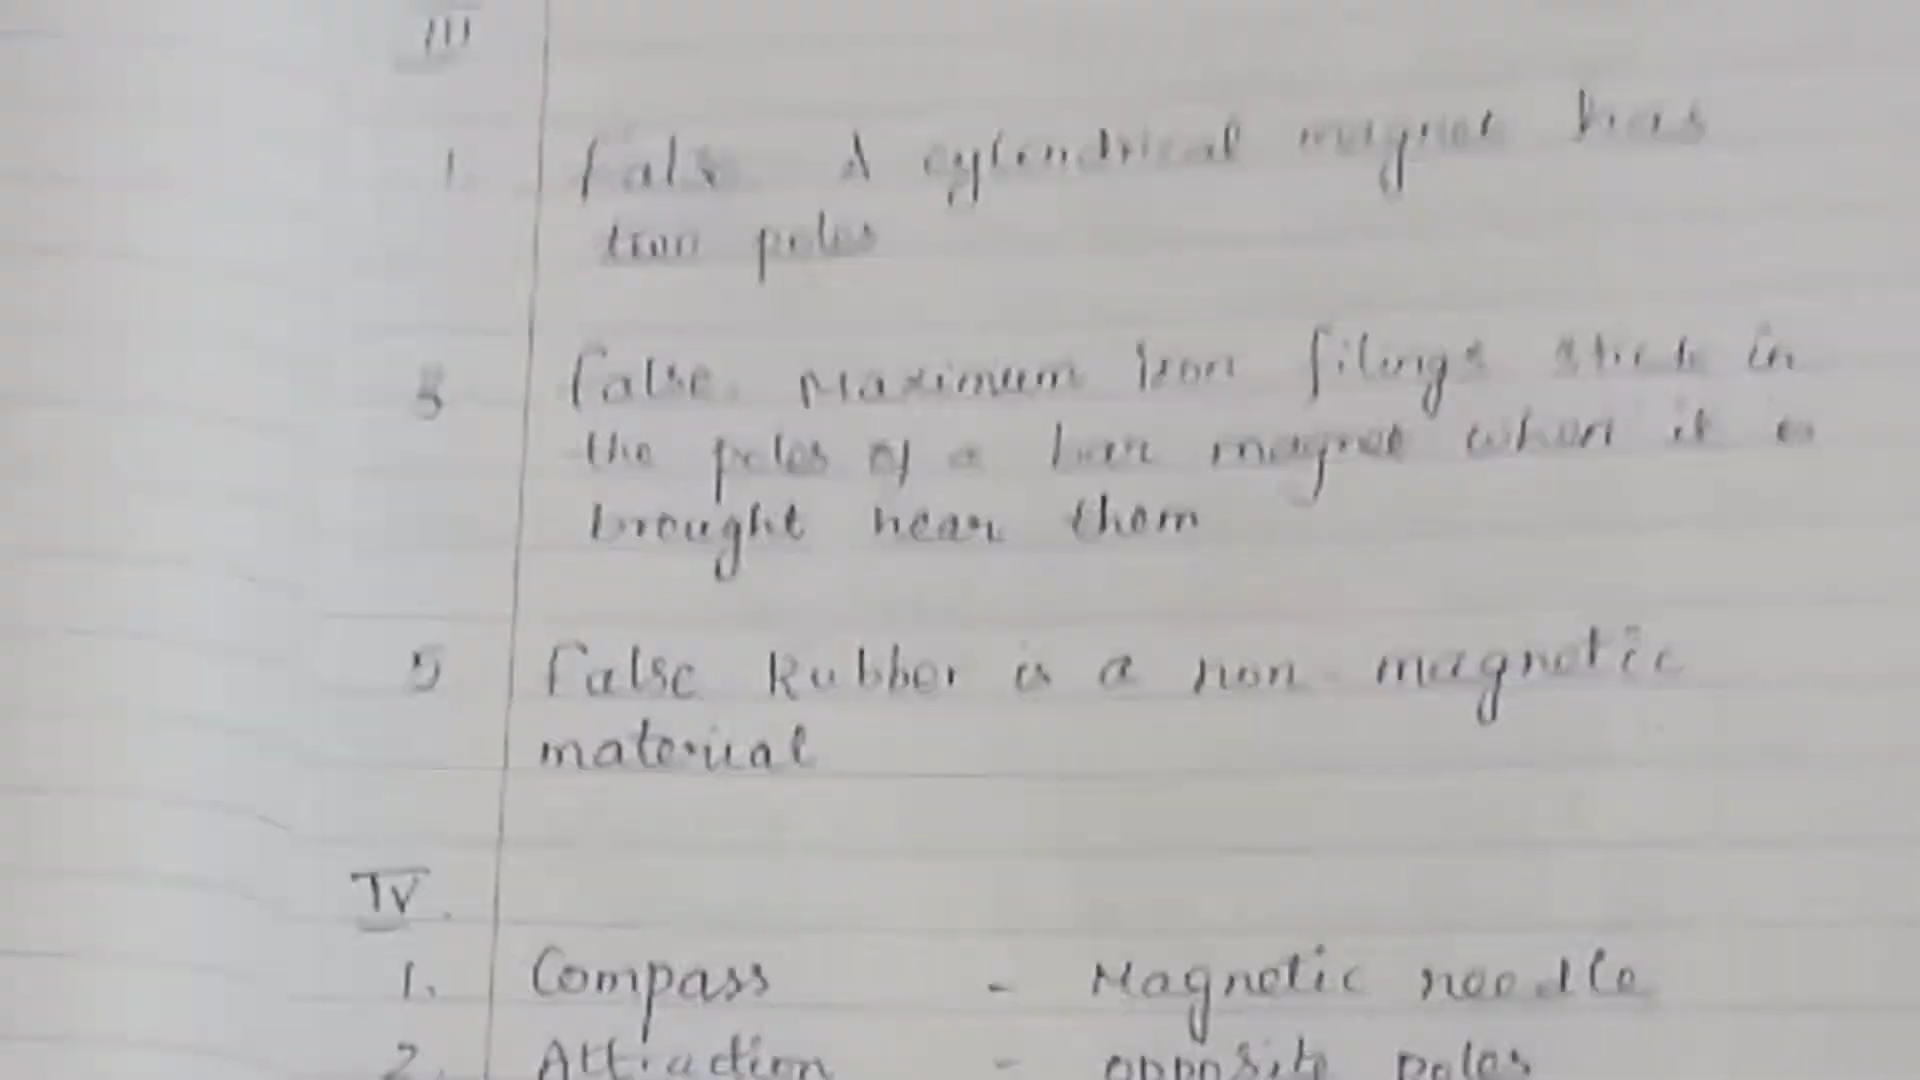 III
1. False A cylindrical magnet has
two poles
3 False. Maximum Iron filings stick in
the poles of a bar magnet when it is
brought near them
5 False Rubber is a non-magnetic
material
IV.
1. Compass - Magnetic needle
2. Attraction - opposite poles